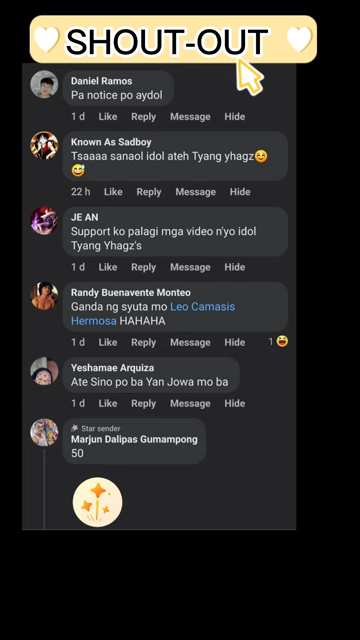 SHOUT-OUT
Daniel Ramos
Pa notice po aydol
1 d Like Reply Message Hide
Known As Sadboy
Tsaaaa sanaol idol ateh Tyang yhagz😆
😅
22 h Like Reply Message Hide
JE AN
Support ko palagi mga video n'yo idol
Tyang Yhagz's
1 d Like Reply Message Hide
Randy Buenavente Monteo
Ganda ng syuta mo Leo Camasis
Hermosa HAHAHA
1 d Like Reply Message Hide 1 😆
Yeshamae Arquiza
Ate Sino po ba Yan Jowa mo ba
1 d Like Reply Message Hide
Star sender
Marjun Dalipas Gumampong
50